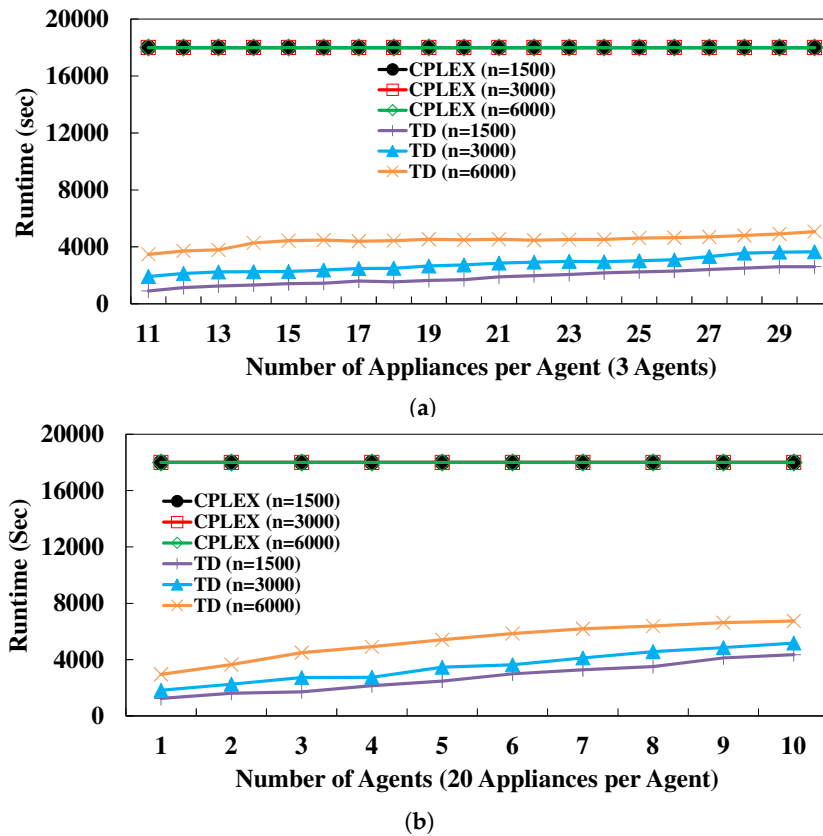 20000
16000
12000
8000
4000
0
Runtime (sec)
CPLEX (n=1500)
CPLEX (n=3000)
CPLEX (n=6000)
TD (n=1500)
TD (n=3000)
TD (n=6000)
11 13 15 17 19 21 23 25 27 29
Number of Appliances per Agent (3 Agents)
(a)
20000
16000
12000
8000
4000
0
Runtime (Sec)
CPLEX (n=1500)
CPLEX (n=3000)
CPLEX (n=6000)
TD (n=1500)
TD (n=3000)
TD (n=6000)
1 2 3 4 5 6 7 8 9 10
Number of Agents (20 Appliances per Agent)
(b)